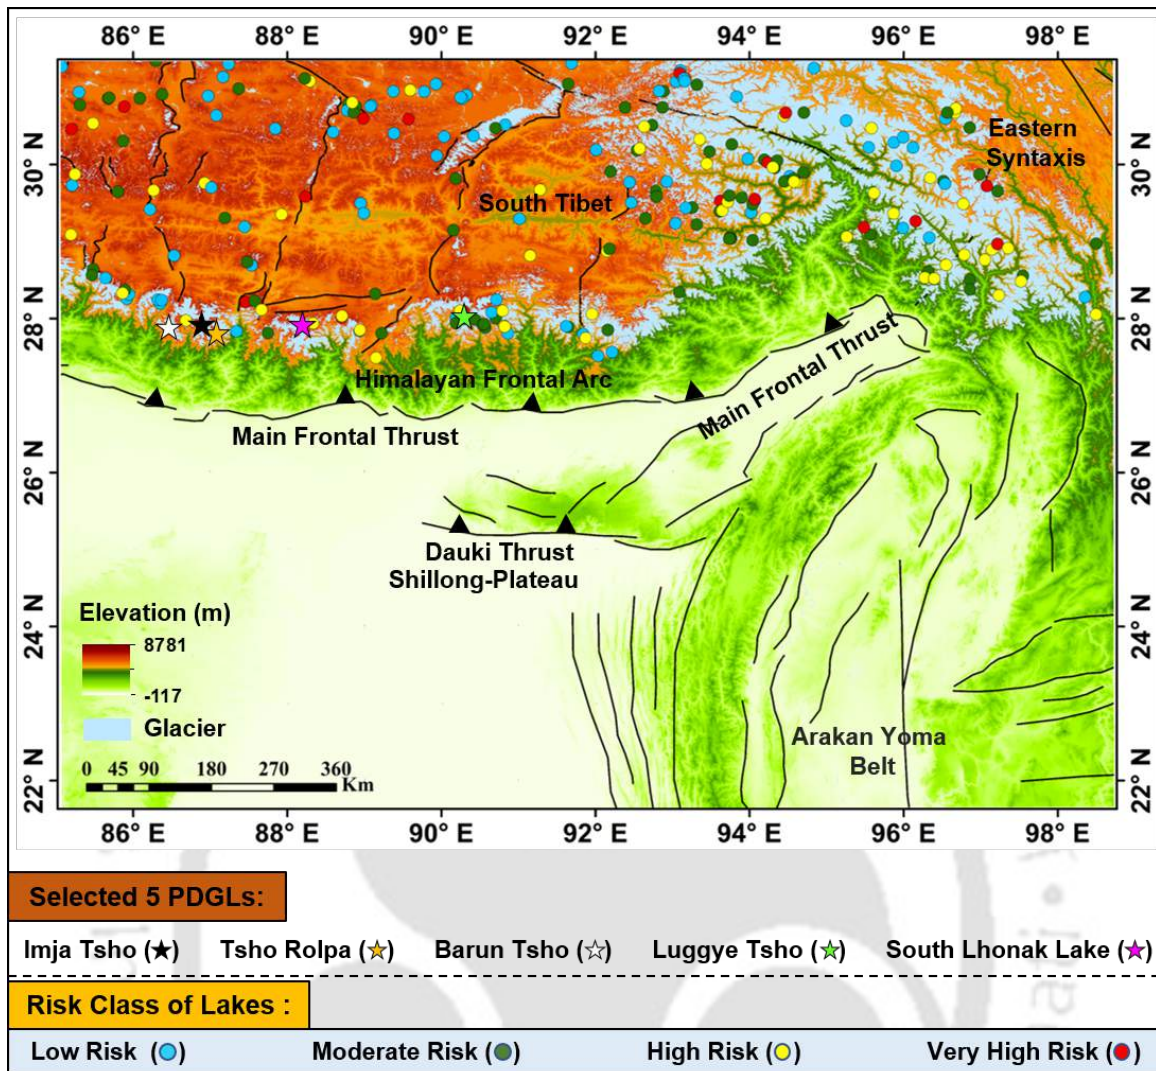 86° E 88° E 90° E 92° E 94° E 96° E 98° E
30° N
28° N
26° N
24° N
22° N
30° N
28° N
26° N
24° N
22° N
Eastern
Syntaxis
South Tibet
Himalayan Frontal Arc
Main Frontal Thrust
Main Frontal Thrust
Dauki Thrust
Shillong-Plateau
Arakan Yoma
Belt
Elevation (m)
8781
-117
Glacier
0 45 90 180 270 360
Km
86° E 88° E 90° E 92° E 94° E 96° E 98° E
Selected 5 PDGLs:
Imja Tsho (★) Tsho Rolpa (★) Barun Tsho (☆) Luggye Tsho (★) South Lhonak Lake (★)
Risk Class of Lakes :
Low Risk (●) Moderate Risk (●) High Risk (●) Very High Risk (●)